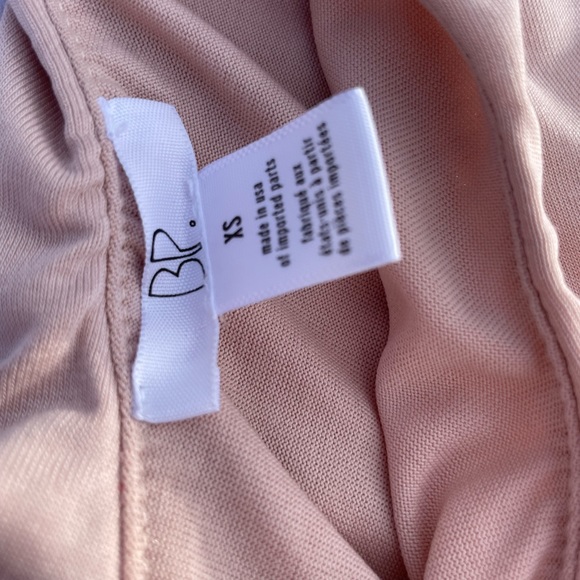 BP.
XS
made in usa
of imported parts
fabriqué aux
états-unis à partir
de pièces importées